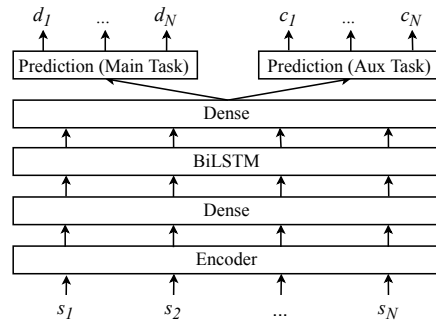 d1 ... dN c1 ... cN
Prediction (Main Task) Prediction (Aux Task)
Dense
BiLSTM
Dense
Encoder
s1 s2 ... sN